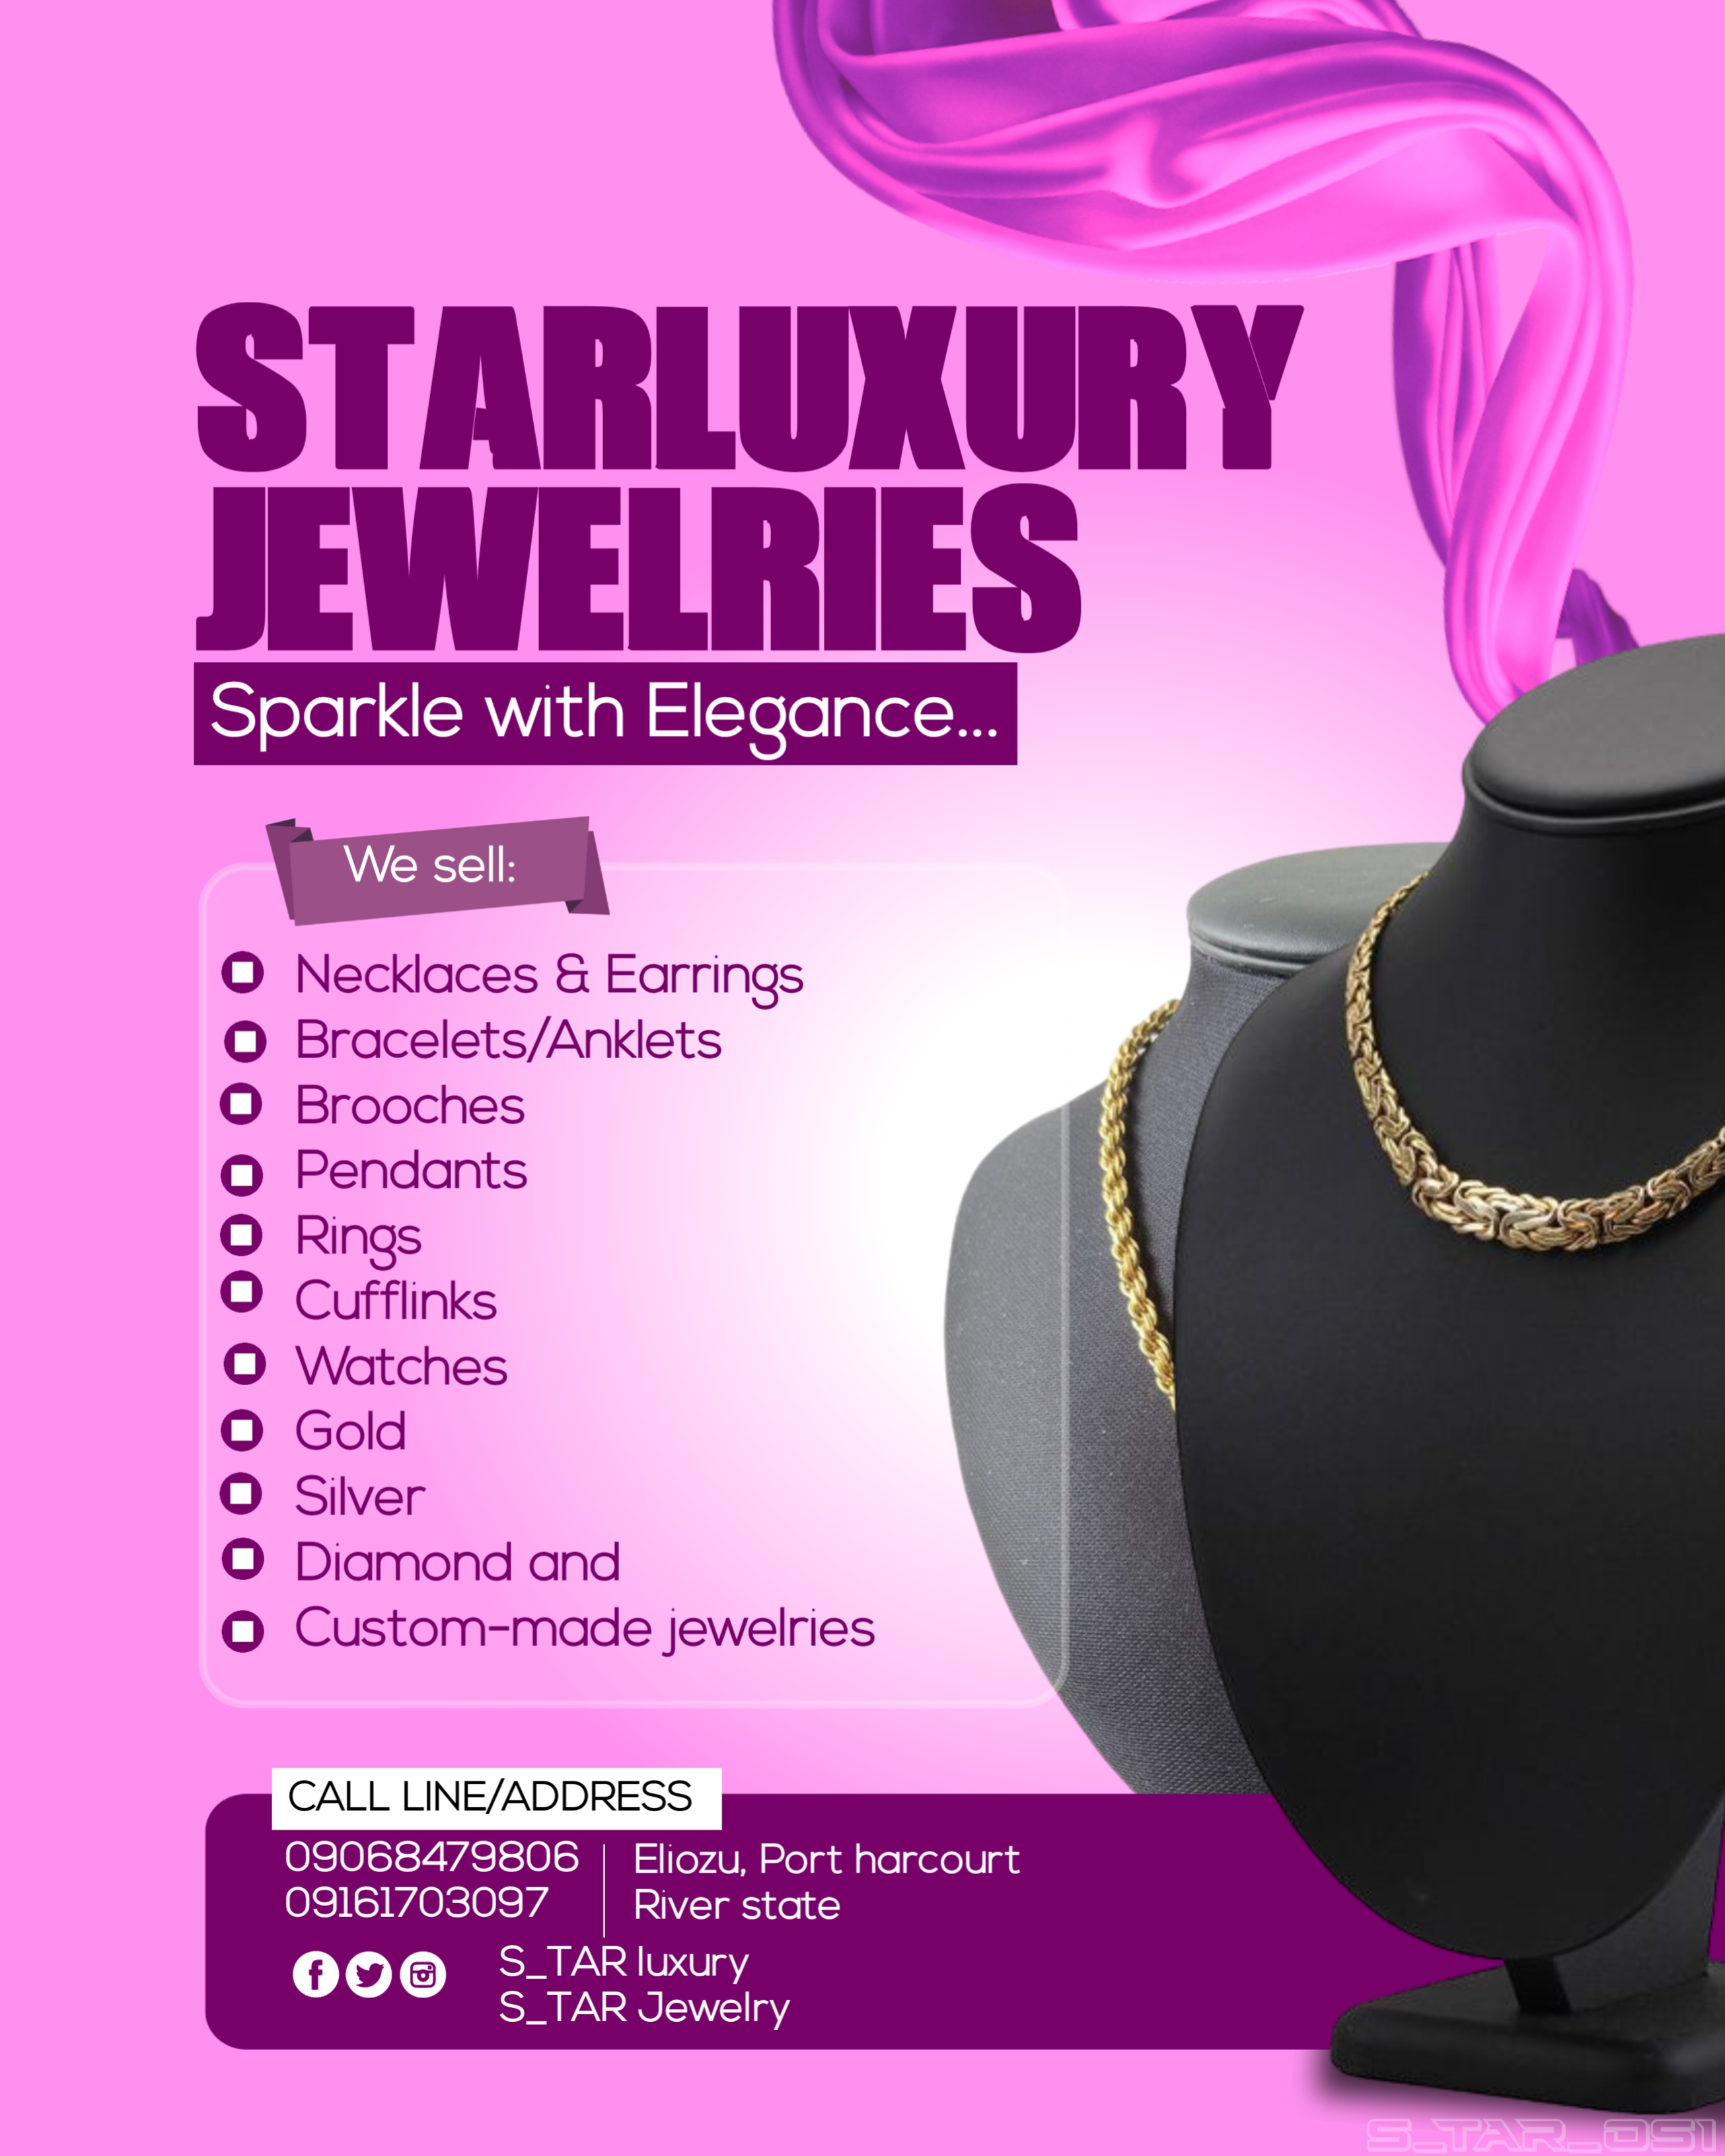 STARLUXURY
JEWELRIES
Sparkle with Elegance...
We sell:
Necklaces & Earrings
Bracelets/Anklets
Brooches
Pendants
Rings
Cufflinks
Watches
Gold
Silver
Diamond and
Custom-made jewelries
CALL LINE/ADDRESS
09068479806
09161703097
Eliozu, Port harcourt
River state
S_TAR luxury
S_TAR Jewelry
S_TAR_OSI